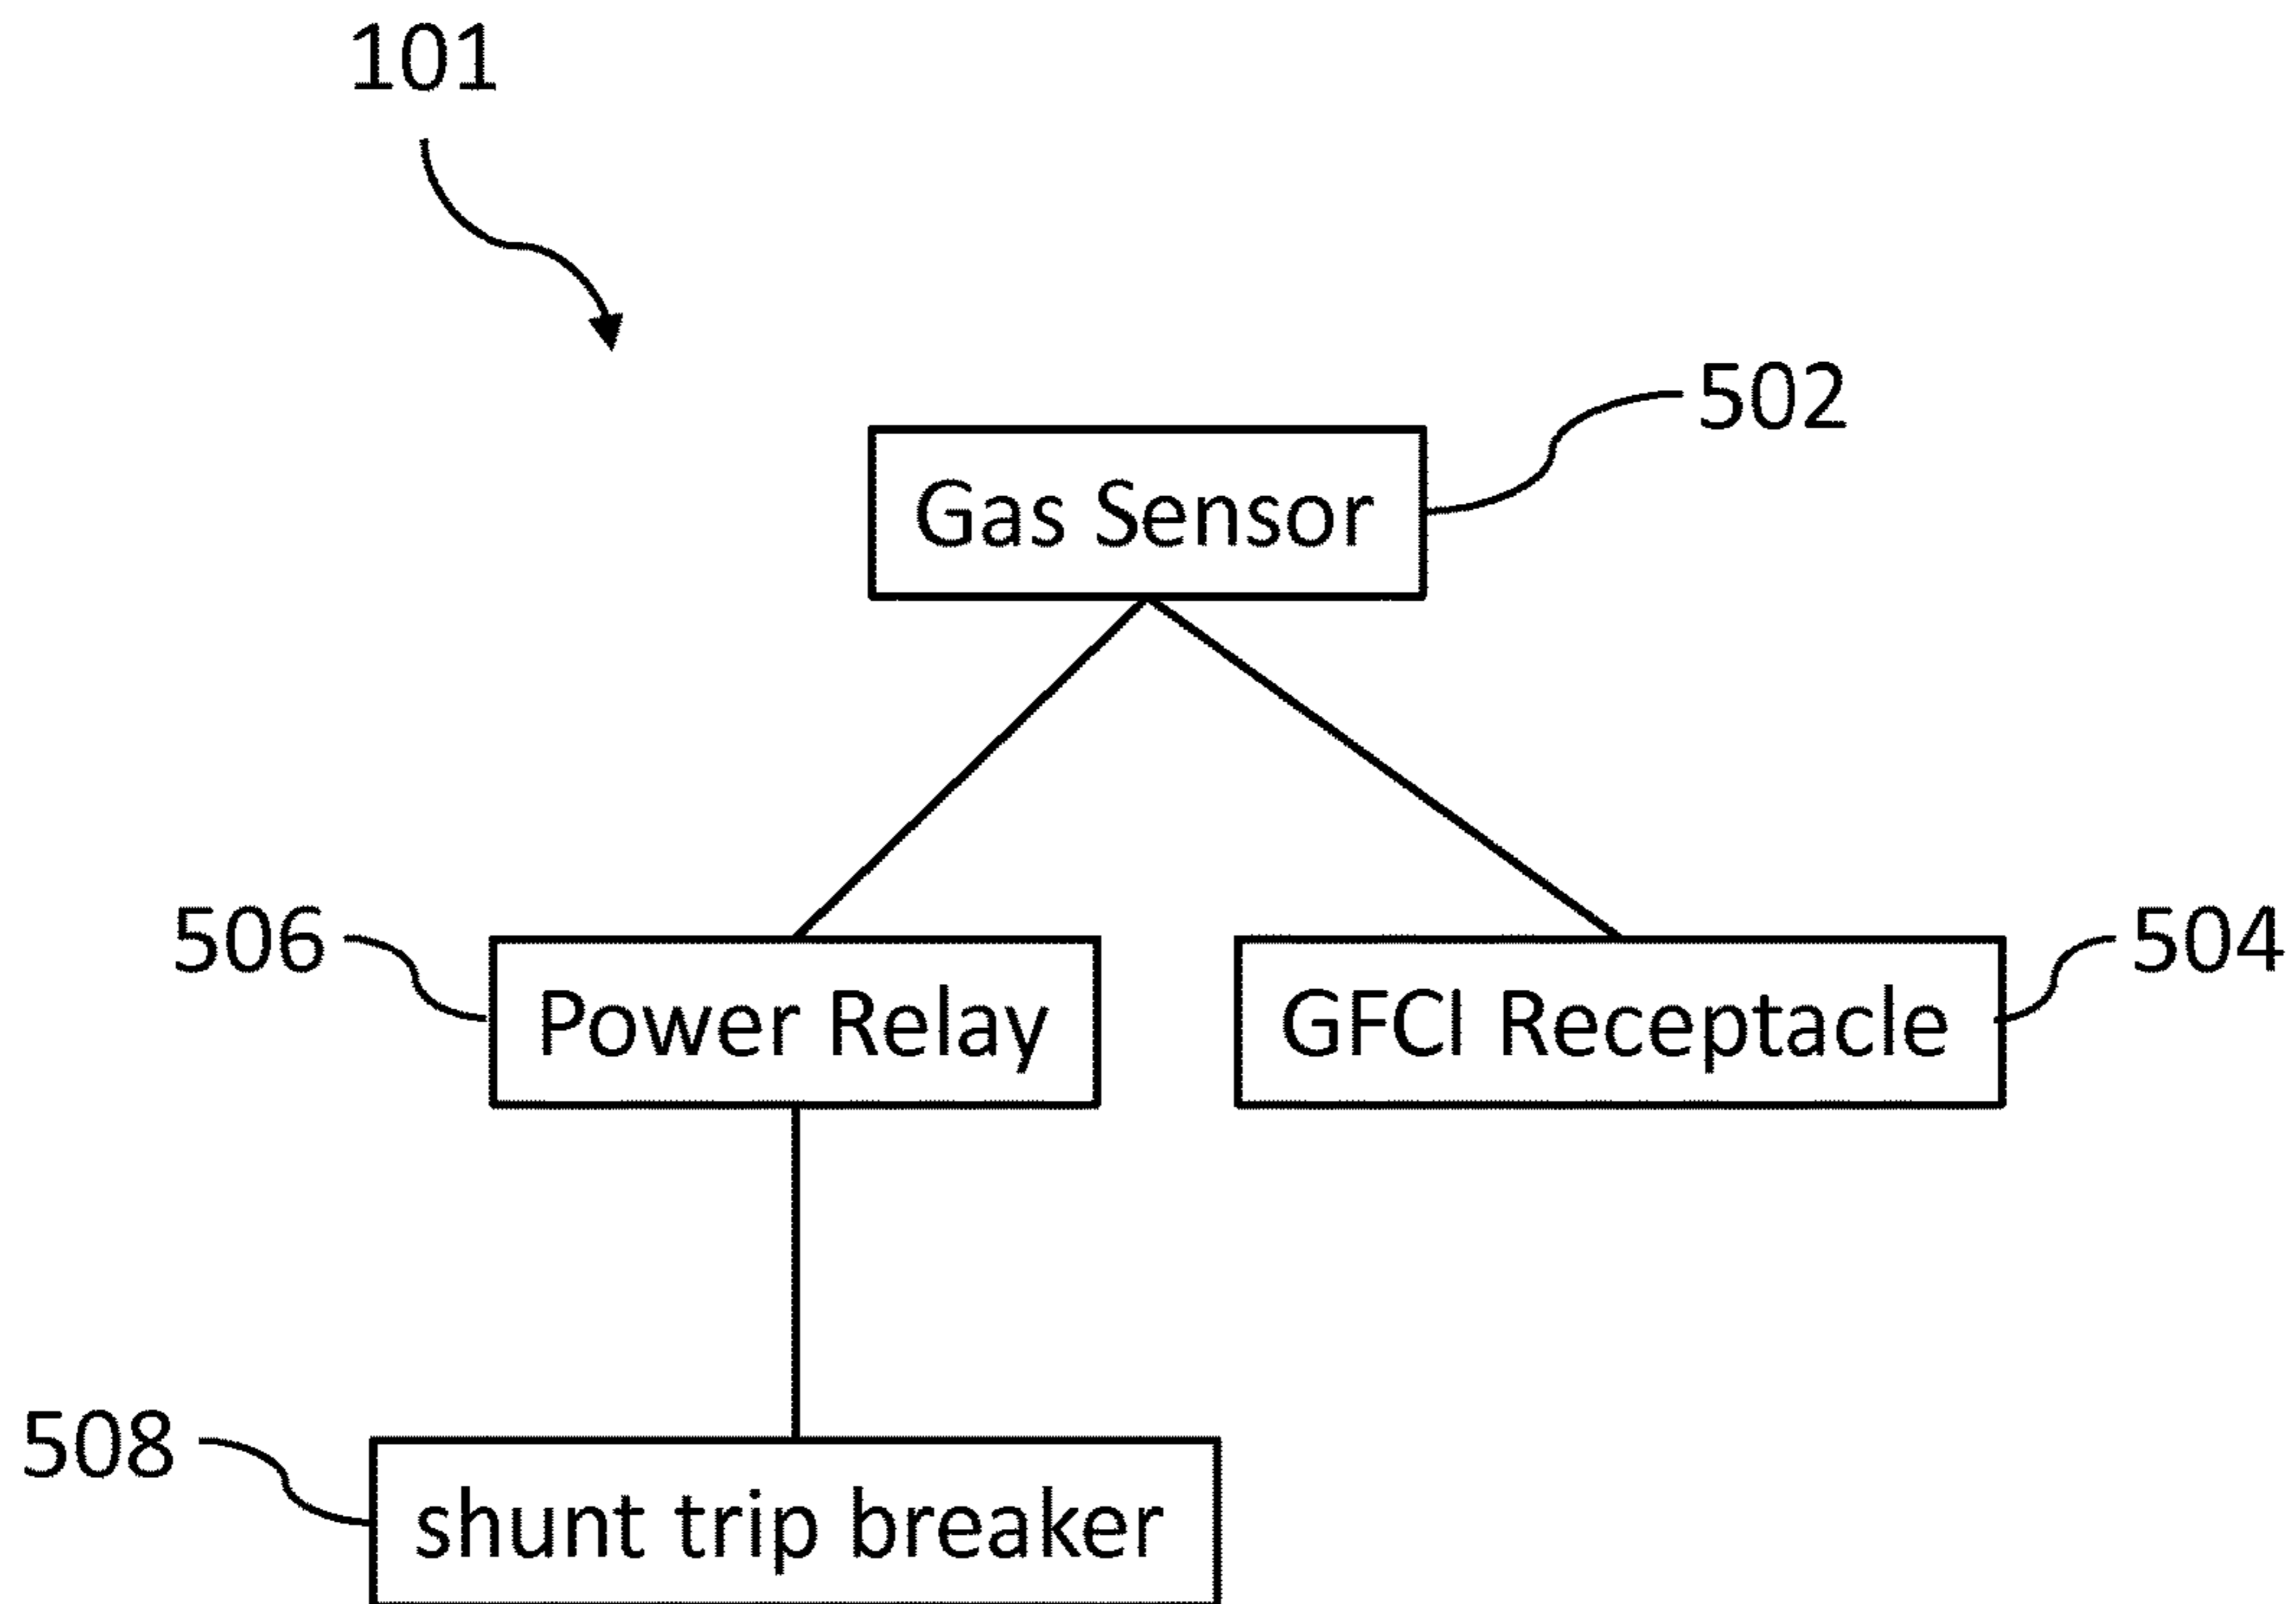 101
502
Gas Sensor
506
504
Power Relay
GFCI Receptacle
508
shunt trip breaker